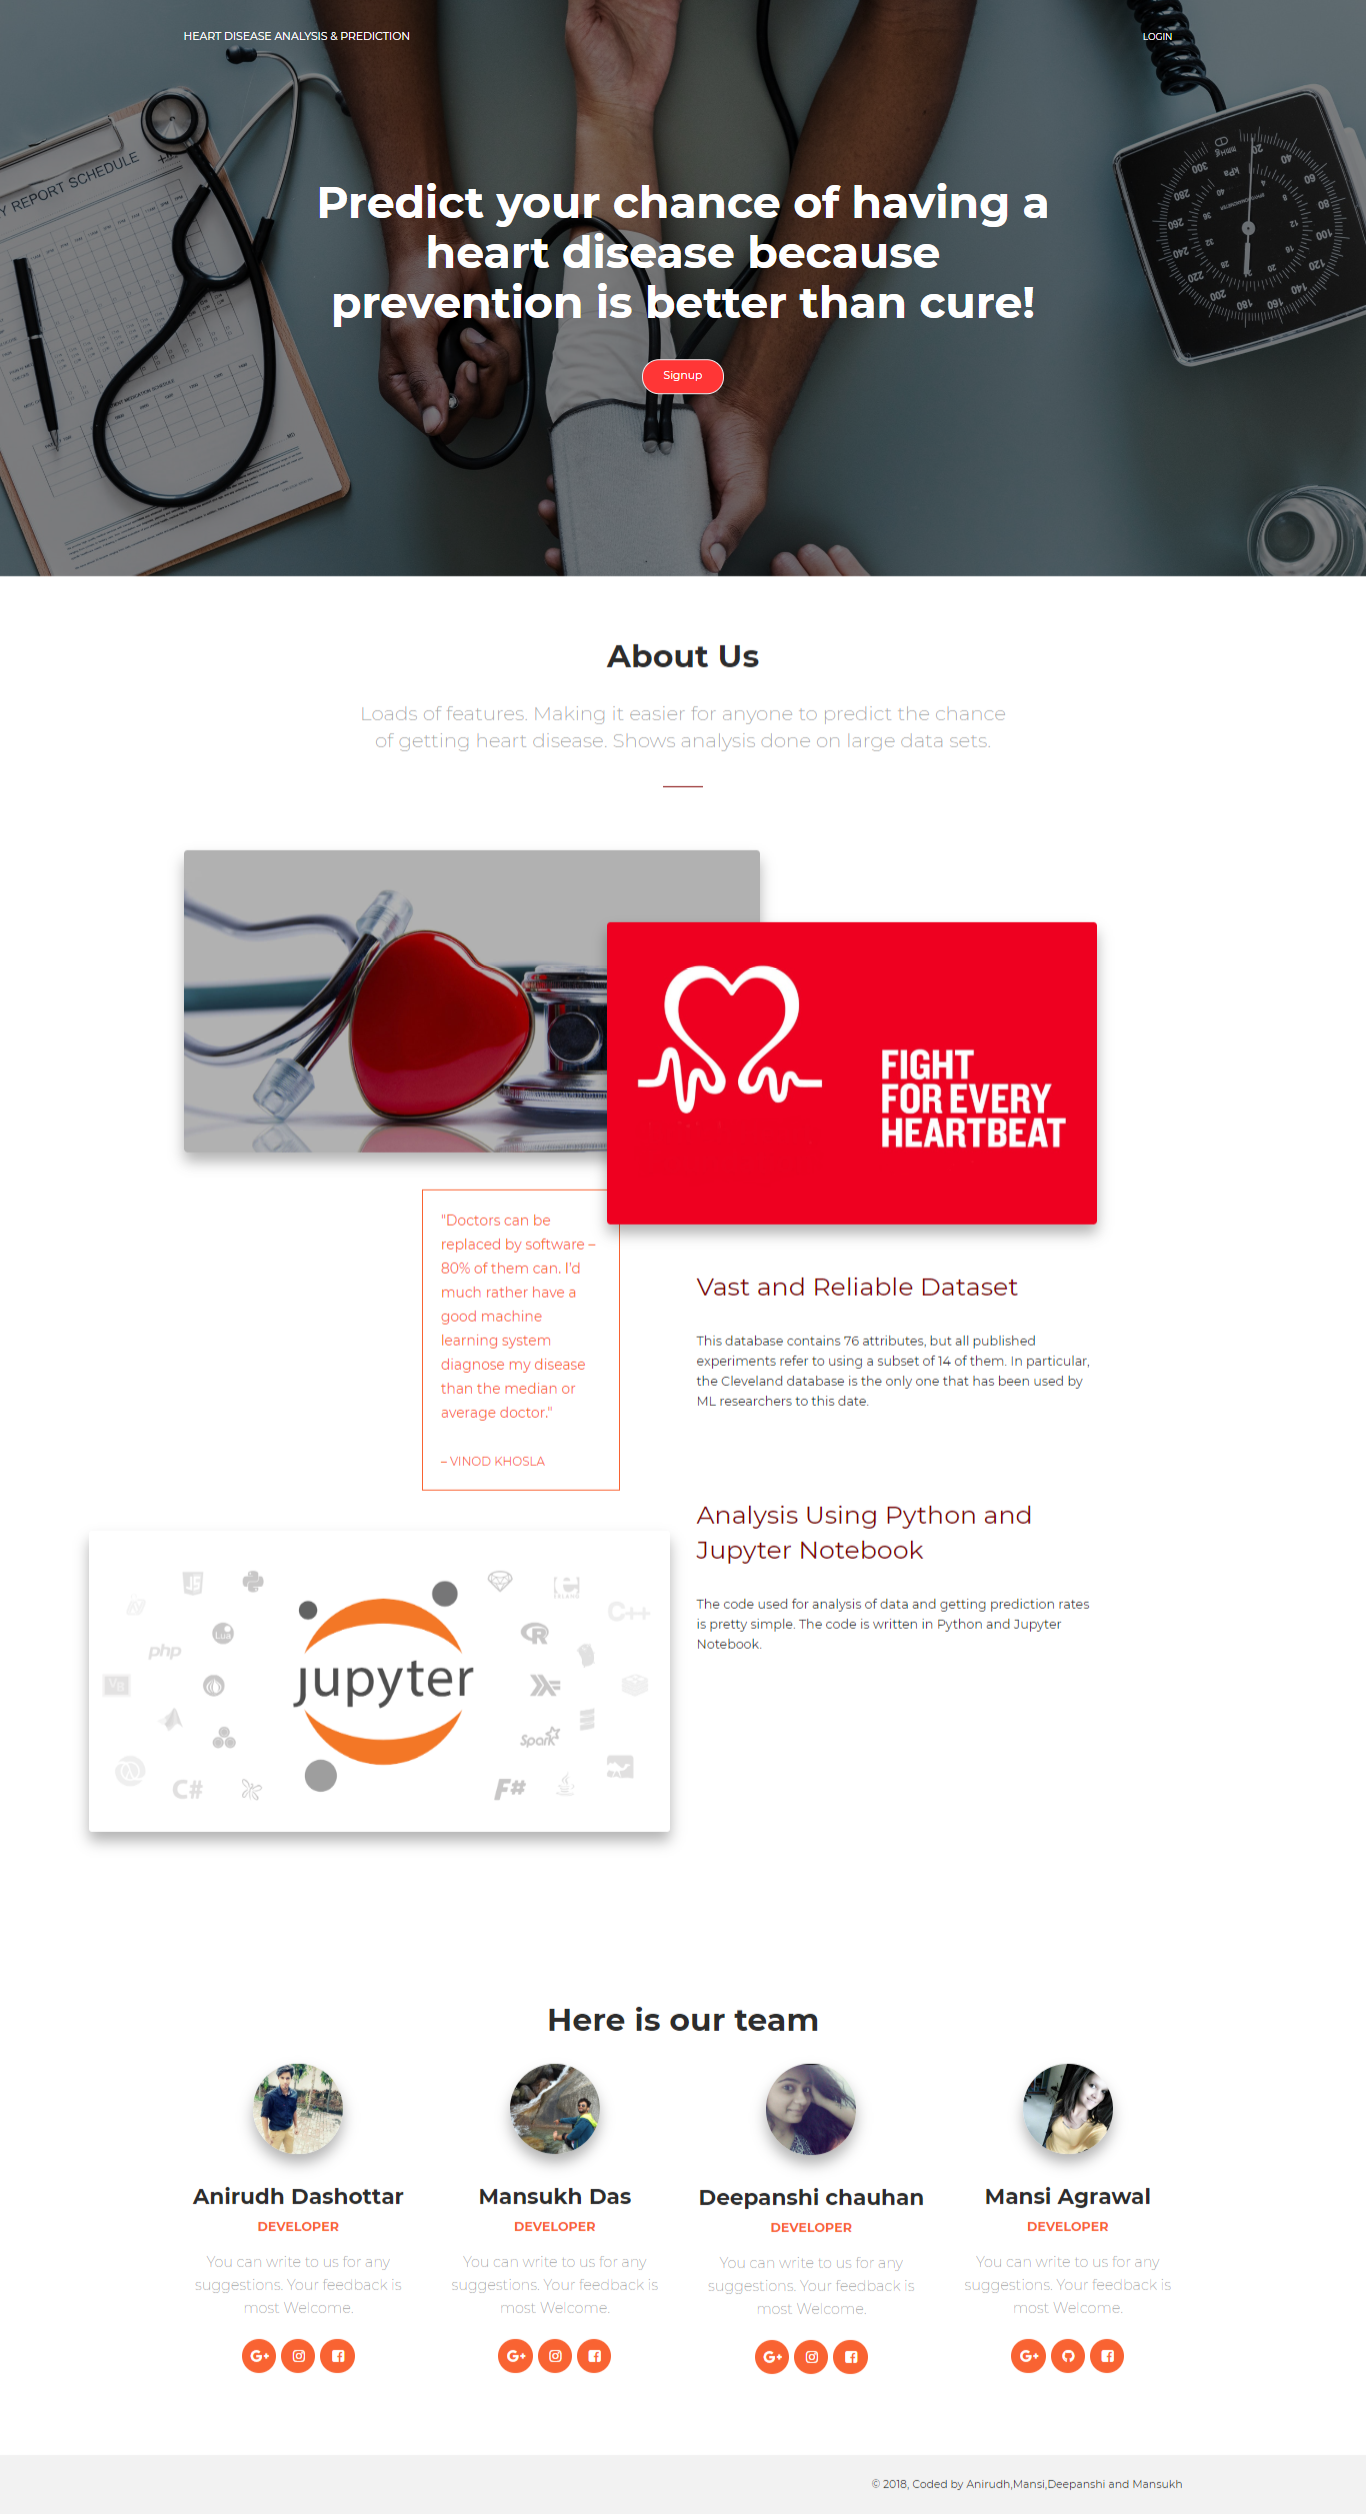 HEART DISEASE ANALYSIS & PREDICTION
LOGIN
Y REPORT SCHEDULE
Predict your chance of having a
heart disease because
prevention is better than cure!
Signup
About Us
Loads of features. Making it easier for anyone to predict the chance
of getting heart disease. Shows analysis done on large data sets.
FIGHT
FOR EVERY
HEARTBEAT
"Doctors can be
replaced by software –
80% of them can. I'd
much rather have a
good machine
learning system
diagnose my disease
than the median or
average doctor."
– VINOD KHOSLA
Vast and Reliable Dataset
This database contains 76 attributes, but all published
experiments refer to using a subset of 14 of them. In particular,
the Cleveland database is the only one that has been used by
ML researchers to this date.
Analysis Using Python and
Jupyter Notebook
The code used for analysis of data and getting prediction rates
is pretty simple. The code is written in Python and Jupyter
Notebook.
JS
C++
Lua
php
jupyter
Spark
C#
F#
Here is our team
Anirudh Dashottar
DEVELOPER
You can write to us for any
suggestions. Your feedback is
most Welcome.
Mansukh Das
DEVELOPER
You can write to us for any
suggestions. Your feedback is
most Welcome.
Deepanshi chauhan
DEVELOPER
You can write to us for any
suggestions. Your feedback is
most Welcome.
Mansi Agrawal
DEVELOPER
You can write to us for any
suggestions. Your feedback is
most Welcome.
© 2018, Coded by Anirudh,Mansi,Deepanshi and Mansukh